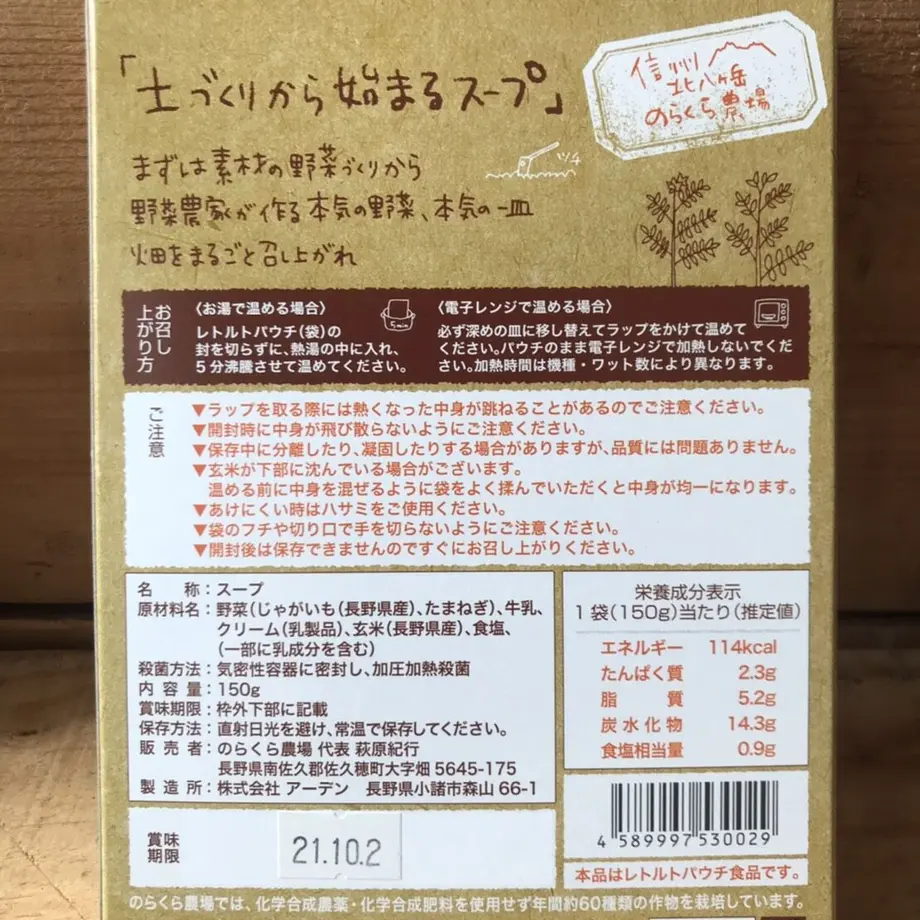 「土づくりから始まるスープ」
信州
北八ヶ岳
のらくら農場
まずは素材の野菜づくりから
野菜農家が作る本気の野菜、本気の一皿
畑をまるごと召し上がれ
ツチ
お召し
上がり方
〈お湯で温める場合〉
レトルトパウチ(袋)の
封を切らずに、熱湯の中に入れ、
5分沸騰させて温めてください。
5min
〈電子レンジで温める場合〉
必ず深めの皿に移し替えてラップをかけて温めて
ください。パウチのまま電子レンジで加熱しないでくだ
さい。加熱時間は機種・ワット数により異なります。
ご注意
▼ラップを取る際には熱くなった中身が跳ねることがあるのでご注意ください。
▼開封時に中身が飛び散らないようにご注意ください。
▼保存中に分離したり、凝固したりする場合がありますが、品質には問題ありません。
▼玄米が下部に沈んでいる場合がございます。
温める前に中身を混ぜるように袋をよく揉んでいただくと中身が均一になります。
▼あけにくい時はハサミをご使用ください。
▼袋のフチや切り口で手を切らないようにご注意ください。
▼開封後は保存できませんのですぐにお召し上がりください。
名称:スープ
原材料名:野菜(じゃがいも(長野県産)、たまねぎ)、牛乳、
クリーム(乳製品)、玄米(長野県産)、食塩、
(一部に乳成分を含む)
殺菌方法:気密性容器に密封し、加圧加熱殺菌
内容量:150g
賞味期限:枠外下部に記載
保存方法:直射日光を避け、常温で保存してください。
販売者:のらくら農場 代表 萩原紀行
長野県南佐久郡佐久穂町大字畑 5645-175
製造所:株式会社 アーデン 長野県小諸市森山 66-1
栄養成分表示
1袋(150g)当たり(推定値)
エネルギー 114kcal
たんぱく質 2.3g
脂質 5.2g
炭水化物 14.3g
食塩相当量 0.9g
4 589997 530029
本品はレトルトパウチ食品です。
賞味
期限
21.10.2
のらくら農場では、化学合成農薬・化学合成肥料を使用せず年間約60種類の作物を栽培しています。